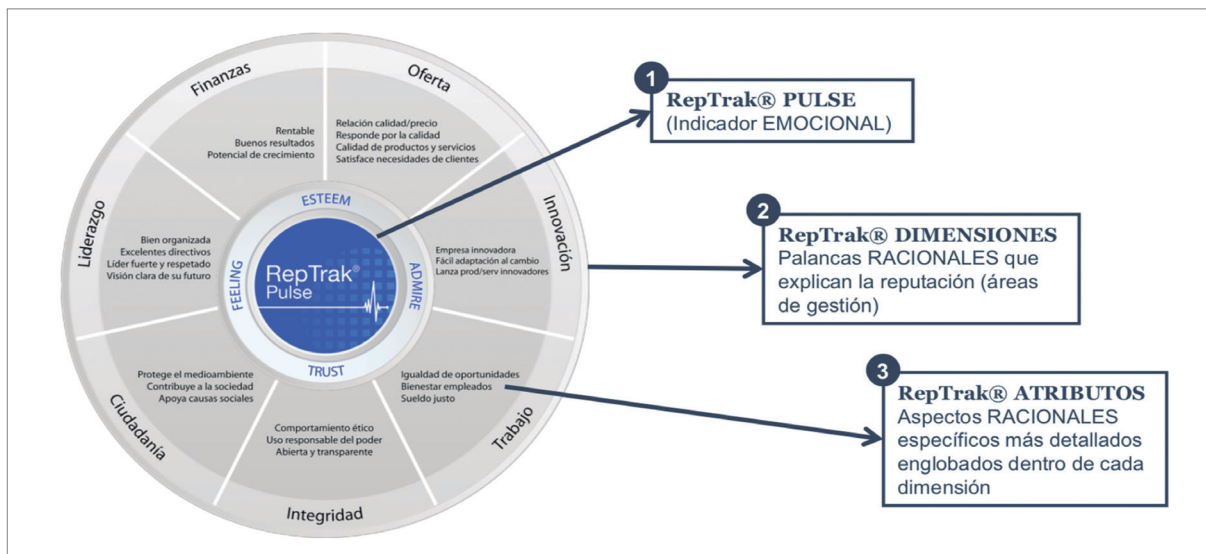 Finanzas
Oferta
Rentable
Buenos resultados
Potencial de crecimiento
Relación calidad/precio
Responde por la calidad
Calidad de productos y servicios
Satisface necesidades de clientes
Liderazgo
Bien organizada
Excelentes directivos
Líder fuerte y respetado
Visión clara de su futuro
ESTEEM
FEELING
RepTrak®
Pulse
ADMIRE
TRUST
Empresa innovadora
Fácil adaptación al cambio
Lanza prod/serv innovadores
Innovación
Protege el medioambiente
Contribuye a la sociedad
Apoya causas sociales
Ciudadanía
Comportamiento ético
Uso responsable del poder
Abierta y transparente
Integridad
Igualdad de oportunidades
Bienestar empleados
Sueldo justo
Trabajo
1
RepTrak® PULSE
(Indicador EMOCIONAL)
2
RepTrak® DIMENSIONES
Palancas RACIONALES que
explican la reputación (áreas
de gestión)
3
RepTrak® ATRIBUTOS
Aspectos RACIONALES
específicos más detallados
englobados dentro de cada
dimensión